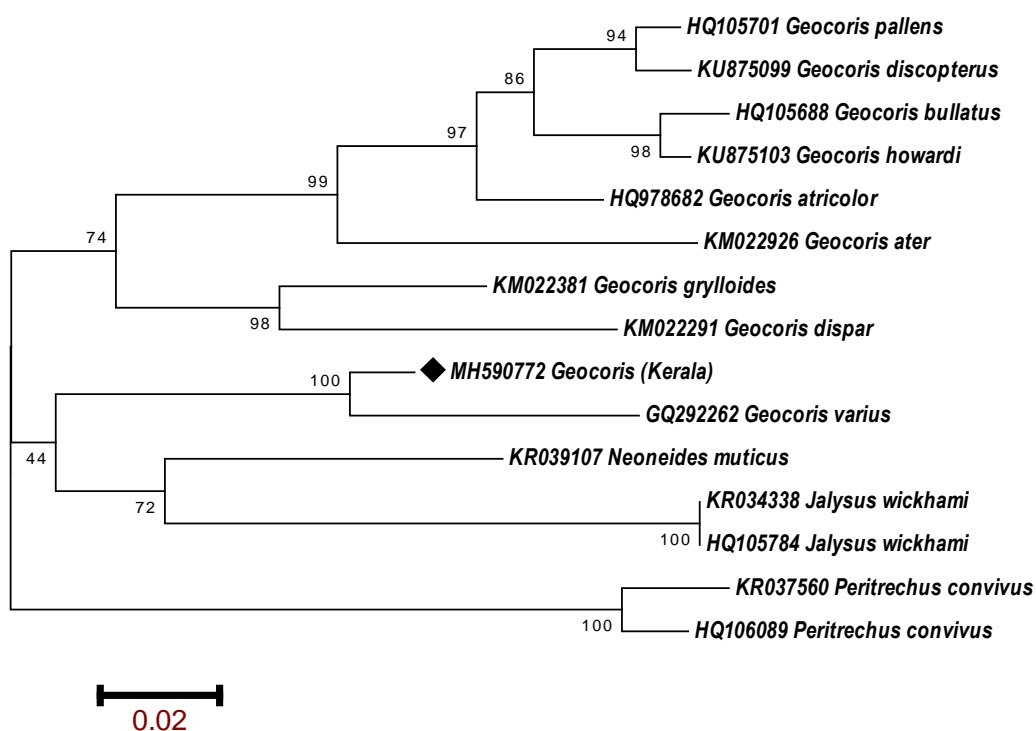 HQ105701 Geocoris pallens
94
KU875099 Geocoris discopterus
86
HQ105688 Geocoris bullatus
97
98
KU875103 Geocoris howardi
99
HQ978682 Geocoris atricolor
74
KM022926 Geocoris ater
KM022381 Geocoris grylloides
98
KM022291 Geocoris dispar
MH590772 Geocoris (Kerala)
100
GQ292262 Geocoris varius
44
KR039107 Neoneides muticus
72
KR034338 Jalysus wickhami
100
HQ105784 Jalysus wickhami
KR037560 Peritrechus convivus
100
HQ106089 Peritrechus convivus
0.02